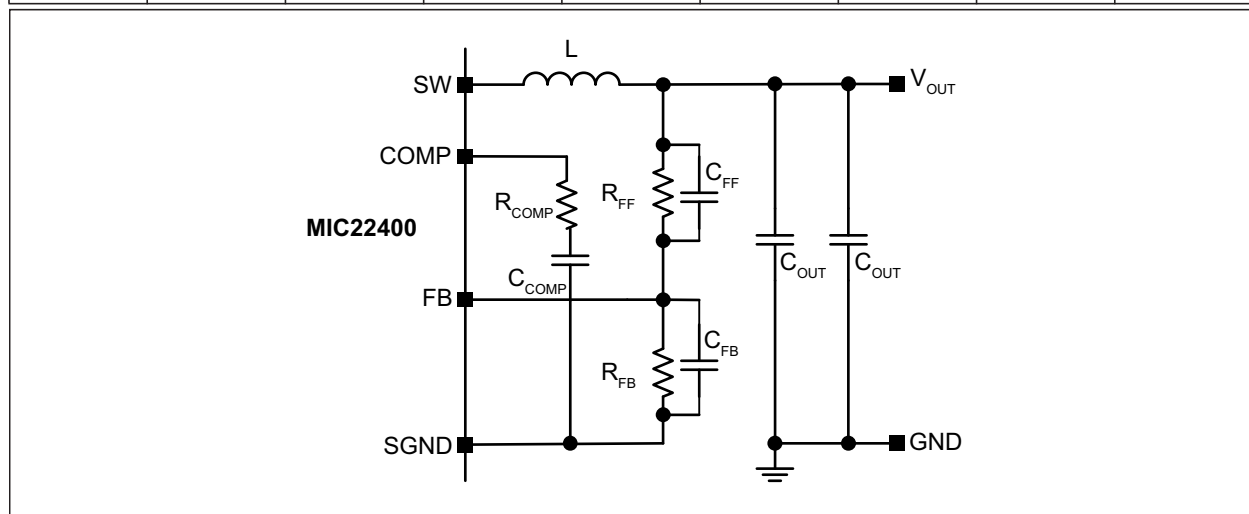 L
SW
V_OUT
COMP
C_FF
R_FF
R_COMP
MIC22400
C_OUT
C_OUT
C_COMP
FB
C_FB
R_FB
SGND
GND